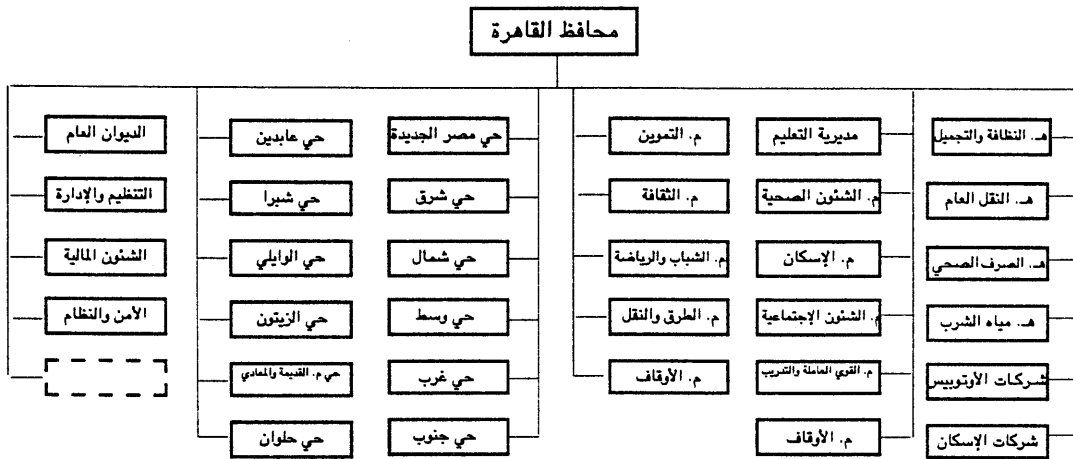 محافظ القاهرة
هـ. النظافة والتجميل
هـ. النقل العام
هـ. الصرف الصحي
هـ. مياه الشرب
شركات الأوتوبيس
شركات الإسكان
مديرية التعليم
م. الشئون الصحية
م. الإسكان
م. الشئون الإجتماعية
م. القوي العاملة والتدريب
م. الأوقاف
م. التموين
م. الثقافة
م. الشباب والرياضة
م. الطرق والنقل
م. الأوقاف
حي مصر الجديدة
حي شرق
حي شمال
حي وسط
حي غرب
حي جنوب
حي عابدين
حي شبرا
حي الوايلي
حي الزيتون
حي م. القديمة والمعادي
حي حلوان
الديوان العام
التنظيم والإدارة
الشئون المالية
الأمن والنظام